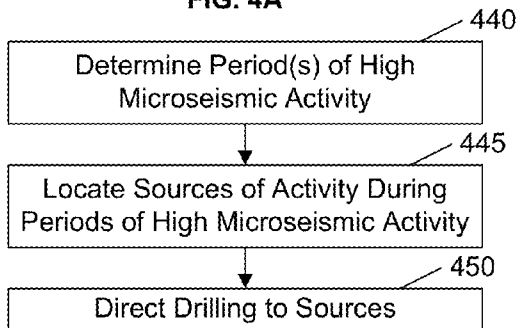 FIG. 4A
440
Determine Period(s) of High
Microseismic Activity
445
Locate Sources of Activity During
Periods of High Microseismic Activity
450
Direct Drilling to Sources